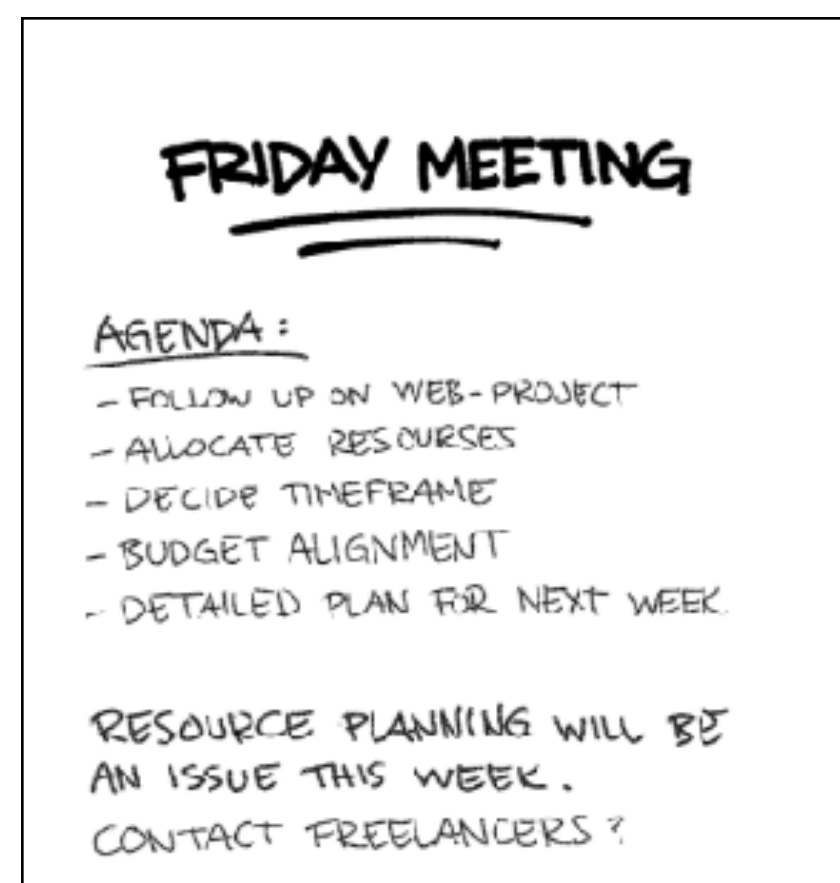 FRIDAY MEETING
AGENDA:
- FOLLOW UP ON WEB-PROJECT
- ALLOCATE RESOURSES
- DECIDE TIMEFRAME
- BUDGET ALIGNMENT
- DETAILED PLAN FOR NEXT WEEK
RESOURCE PLANNING WILL BE
AN ISSUE THIS WEEK.
CONTACT FREELANCERS?